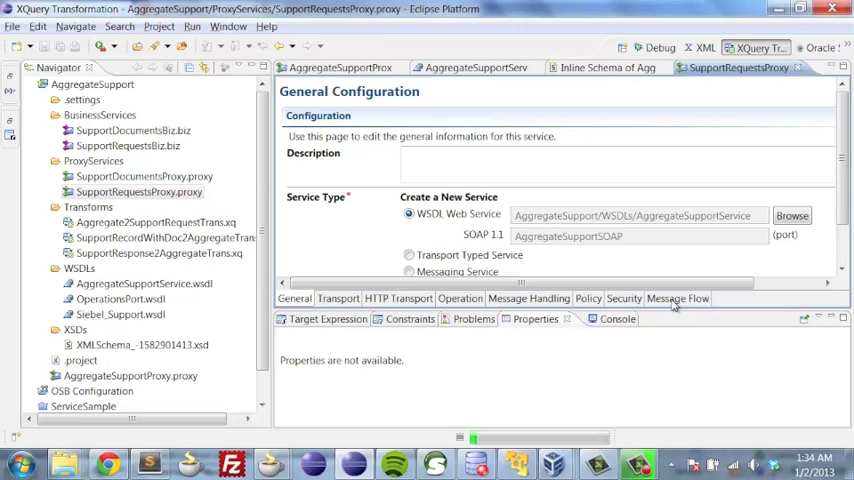 XQuery Transformation - AggregateSupport/ProxyServices/SupportRequestsProxy.proxy - Eclipse Platform
File Edit Navigate Search Project Run Window Help
Debug XML XQuery Tr... Oracle
Navigator
AggregateSupport
.settings
BusinessServices
SupportDocumentsBiz.biz
SupportRequestsBiz.biz
ProxyServices
SupportDocumentsProxy.proxy
SupportRequestsProxy.proxy
Transforms
Aggregate2SupportRequestTrans.xq
SupportRecordWithDoc2AggregateTran
SupportResponse2AggregateTrans.xq
WSDLs
AggregateSupportService.wsdl
OperationsPort.wsdl
Siebel_Support.wsdl
XSDs
XMLSchema_-1582901413.xsd
.project
AggregateSupportProxy.proxy
OSB Configuration
ServiceSample
AggregateSupportProx AggregateSupportServ Inline Schema of Agg SupportRequestsProxy
General Configuration
Configuration
Use this page to edit the general information for this service.
Description
Service Type * Create a New Service
WSDL Web Service AggregateSupport/WSDLs/AggregateSupportService Browse
SOAP 1.1 AggregateSupportSOAP (port)
Transport Typed Service
Messaging Service
General Transport HTTP Transport Operation Message Handling Policy Security Message Flow
Target Expression Constraints Problems Properties Console
Properties are not available.
1:34 AM
1/2/2013